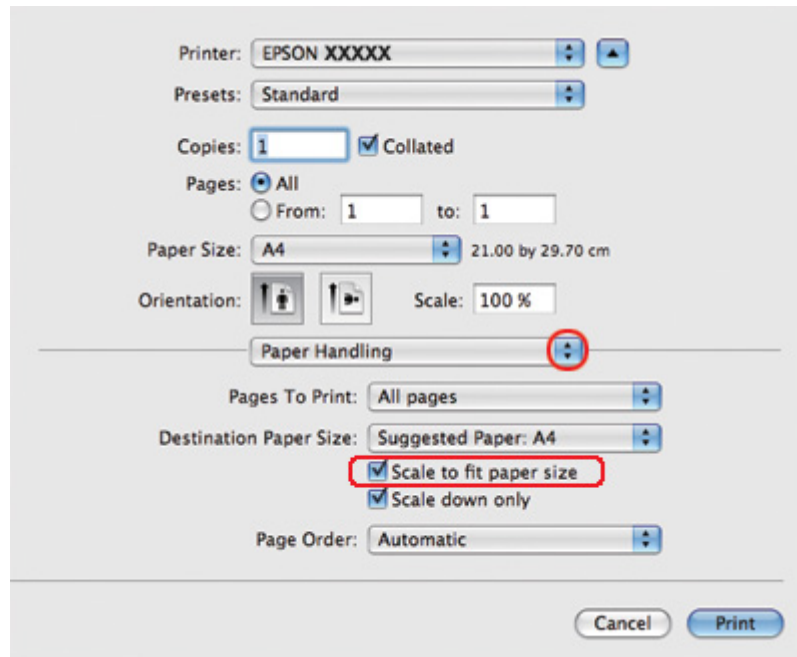 Printer: EPSON XXXXX
Presets: Standard
Copies: 1 Collated
Pages: All
From: 1 to: 1
Paper Size: A4 21.00 by 29.70 cm
Orientation: Scale: 100 %
Paper Handling
Pages To Print: All pages
Destination Paper Size: Suggested Paper: A4
Scale to fit paper size
Scale down only
Page Order: Automatic
Cancel Print